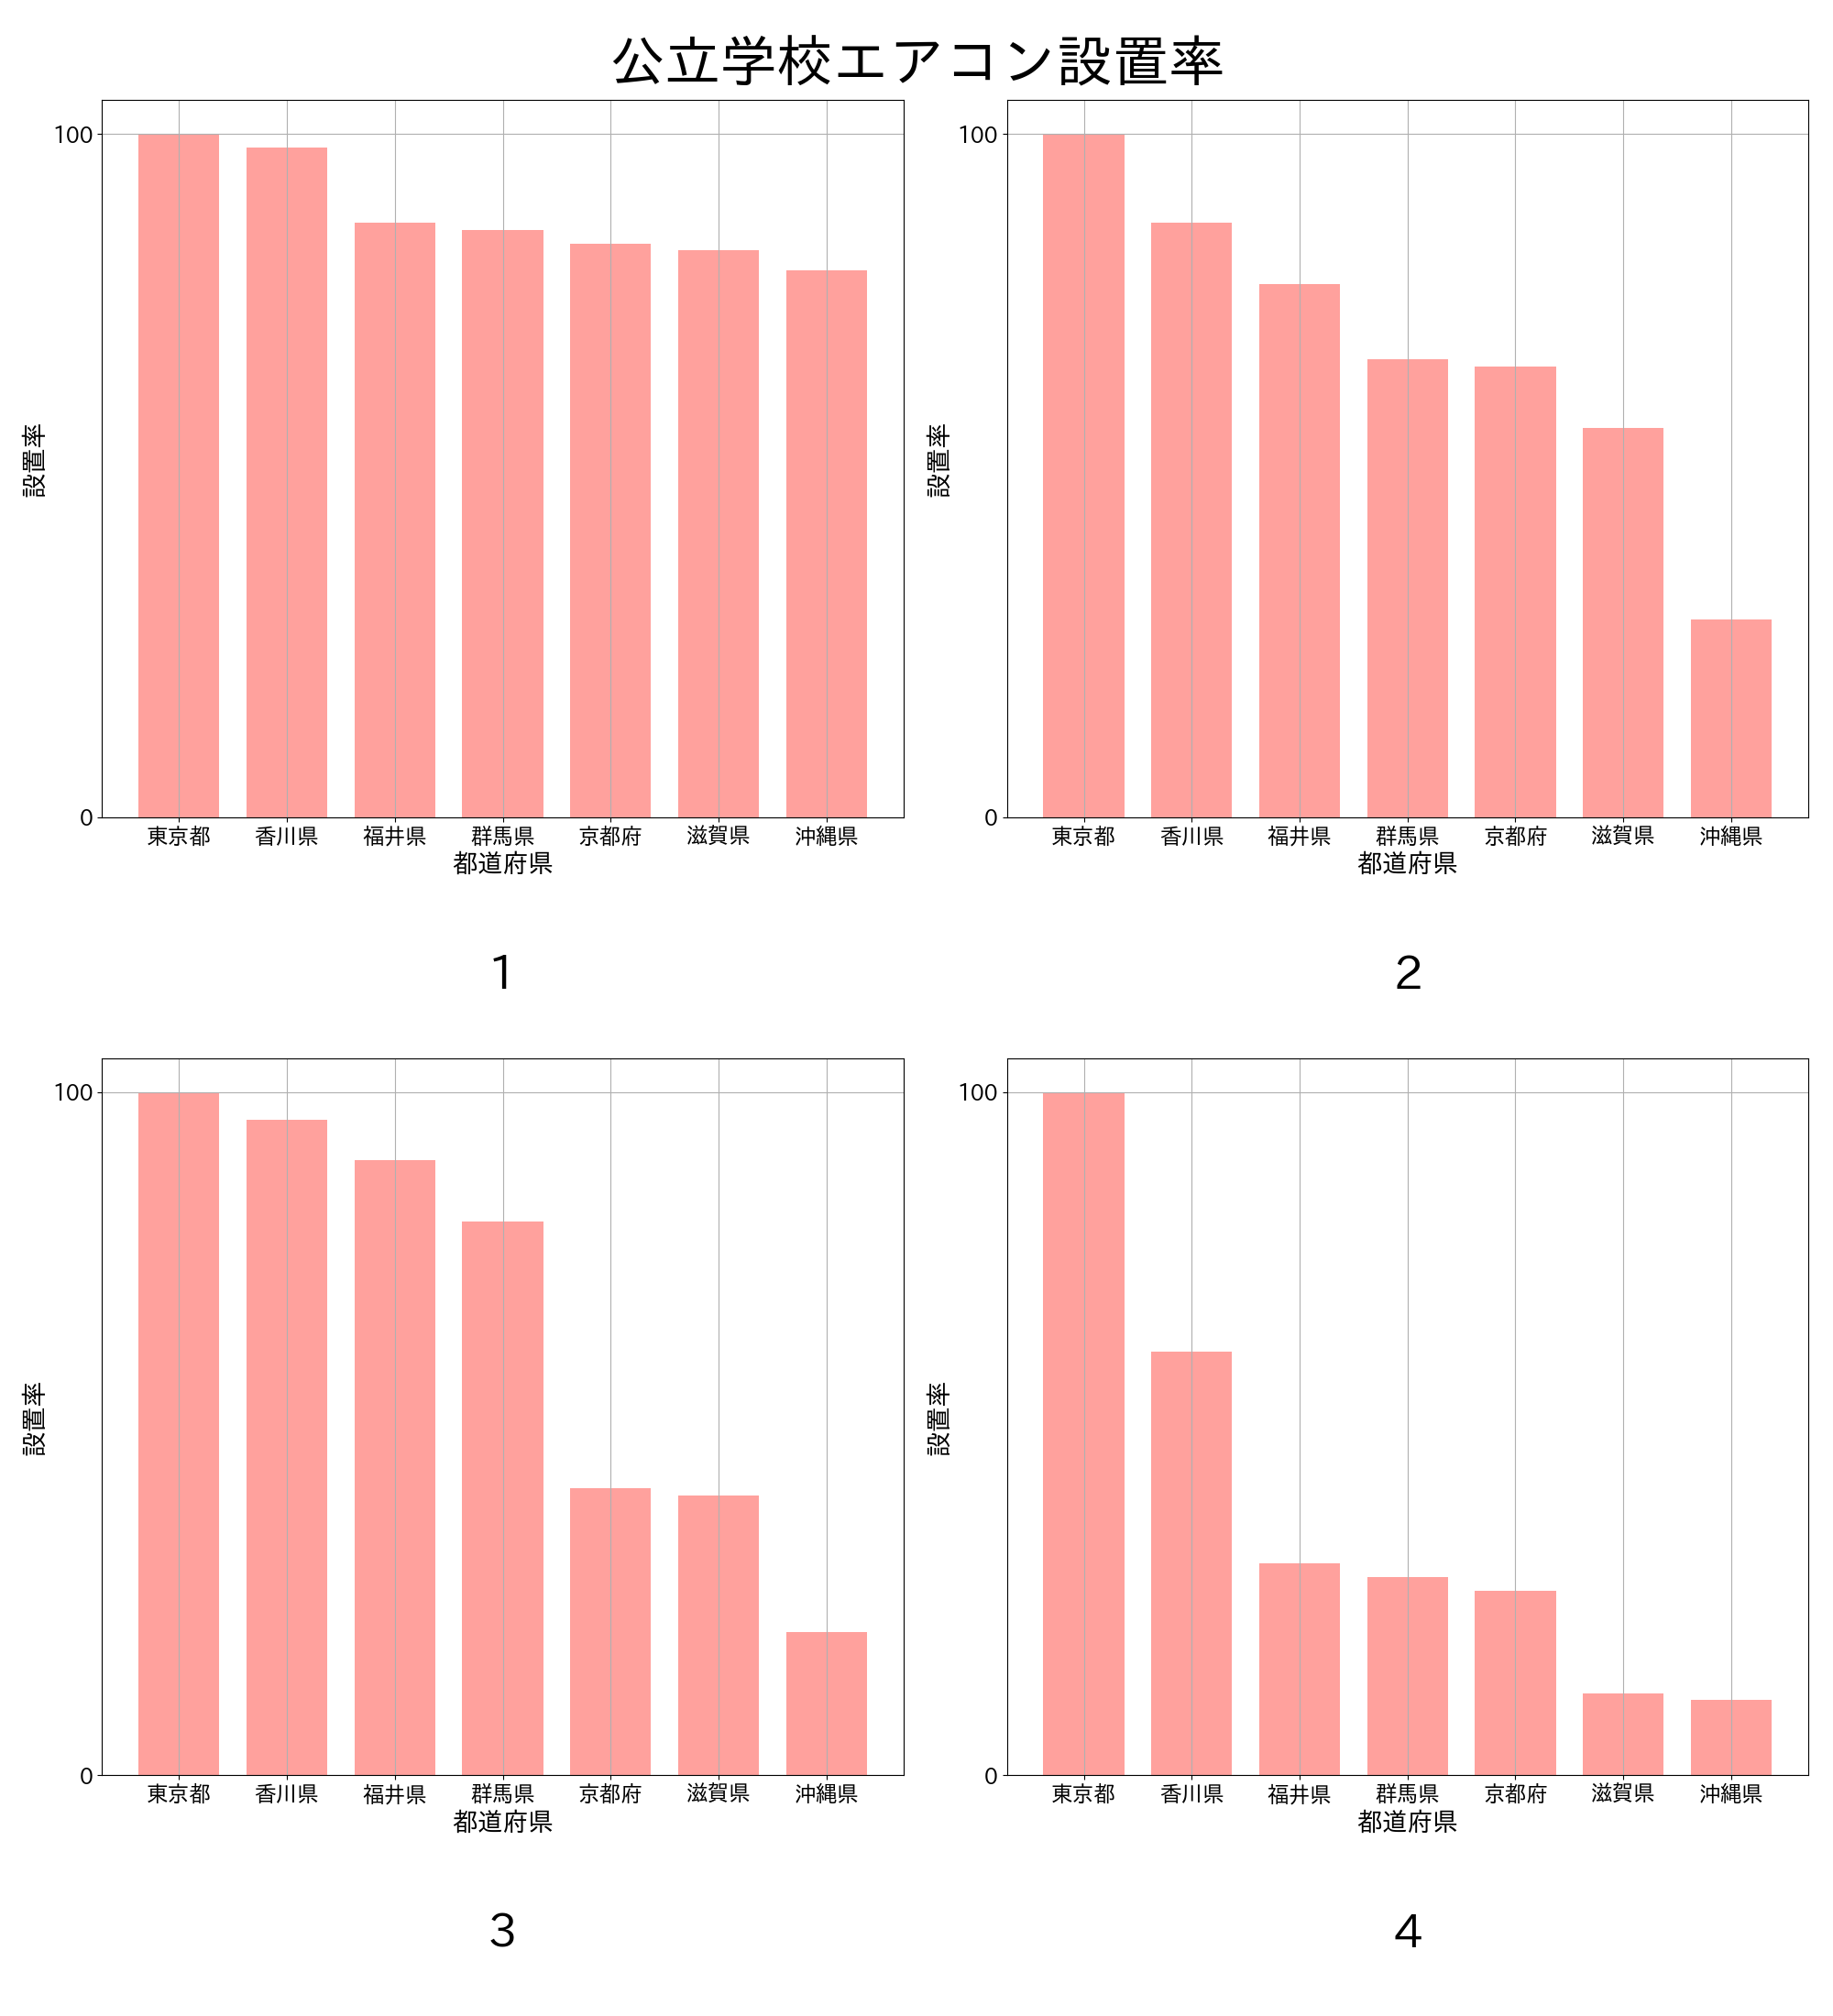 公立学校エアコン設置率
100
0
設置率
東京都 香川県 福井県 群馬県 京都府 滋賀県 沖縄県
都道府県
1
100
0
設置率
東京都 香川県 福井県 群馬県 京都府 滋賀県 沖縄県
都道府県
2
100
0
設置率
東京都 香川県 福井県 群馬県 京都府 滋賀県 沖縄県
都道府県
3
100
0
設置率
東京都 香川県 福井県 群馬県 京都府 滋賀県 沖縄県
都道府県
4